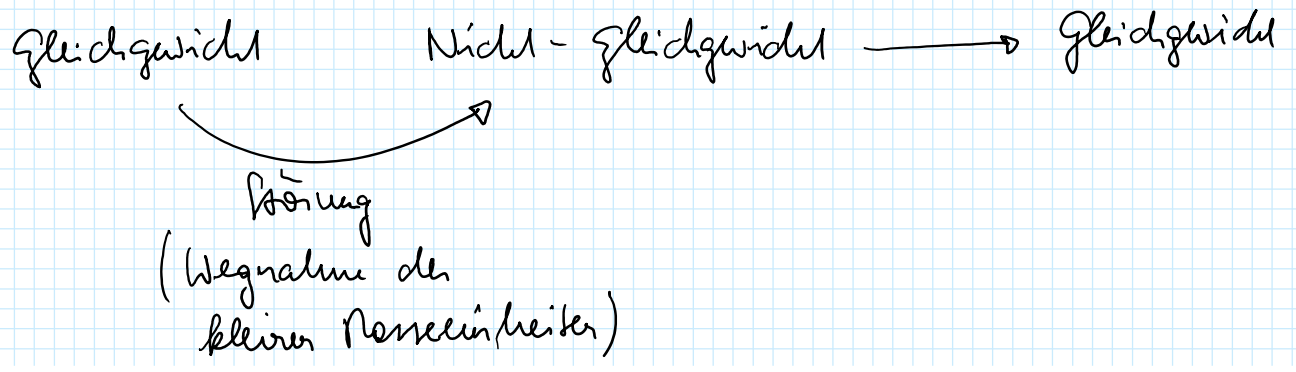 Gleichgewicht Nicht-Gleichgewicht → Gleichgewicht
Störung
(Wegnahme der
kleinen Masseeinheiten)